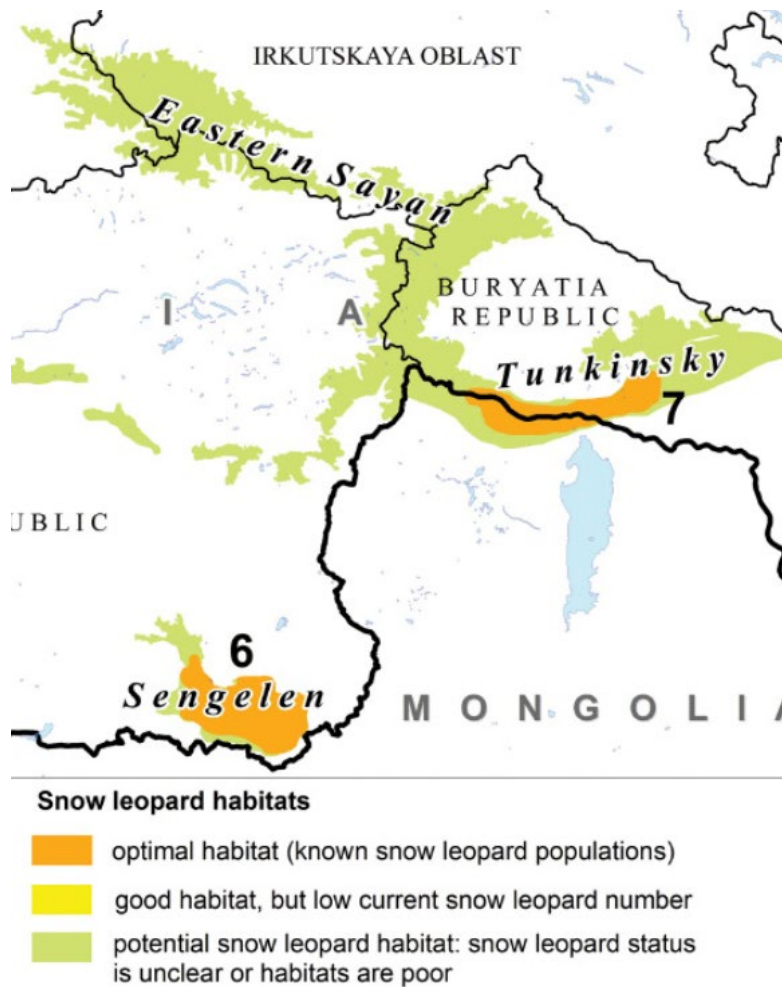 IRKUTSKAYA OBLAST
Eastern Sayan
I A
BURYATIA
REPUBLIC
Tunkinsky
7
UBLIC
6
Sengelen
MONGOLIA
Snow leopard habitats
optimal habitat (known snow leopard populations)
good habitat, but low current snow leopard number
potential snow leopard habitat: snow leopard status
is unclear or habitats are poor